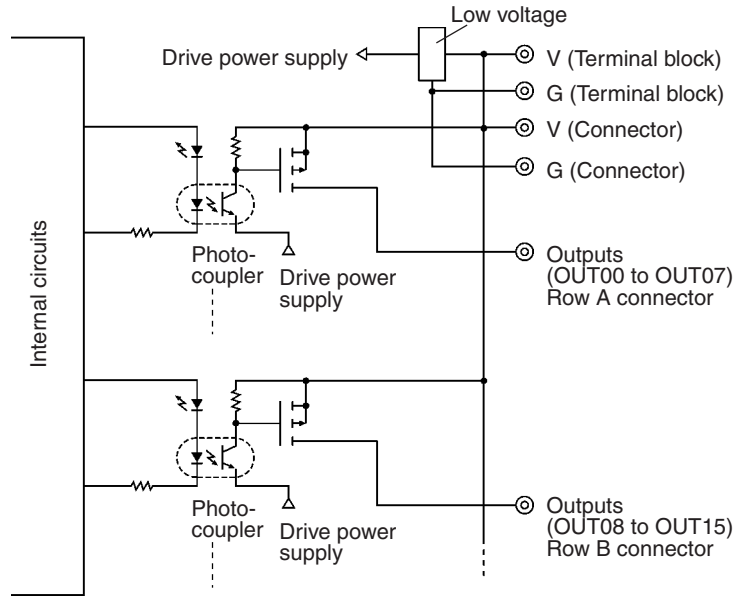 Low voltage
Drive power supply
V (Terminal block)
G (Terminal block)
V (Connector)
G (Connector)
Internal circuits
Photo-
coupler
Drive power
supply
Outputs
(OUT00 to OUT07)
Row A connector
Photo-
coupler
Drive power
supply
Outputs
(OUT08 to OUT15)
Row B connector